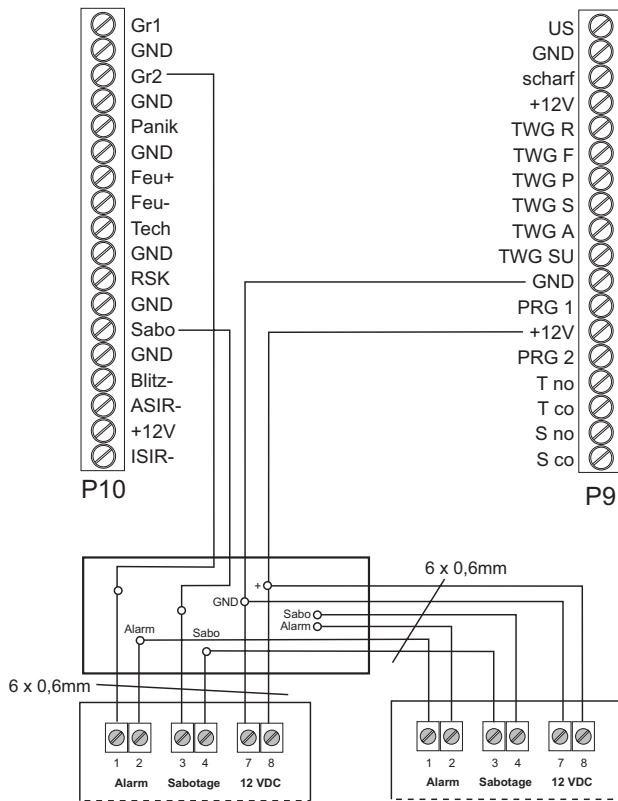 Gr1
GND
Gr2
GND
Panik
GND
Feu+
Feu-
Tech
GND
RSK
GND
Sabo
GND
Blitz-
ASIR-
+12V
ISIR-
P10
US
GND
scharf
+12V
TWG R
TWG F
TWG P
TWG S
TWG A
TWG SU
GND
PRG 1
+12V
PRG 2
T no
T co
S no
S co
P9
6 x 0,6mm
+
GND
Sabo
Alarm
Alarm
Sabo
6 x 0,6mm
1 2 3 4 7 8
Alarm Sabotage 12 VDC
1 2 3 4 7 8
Alarm Sabotage 12 VDC